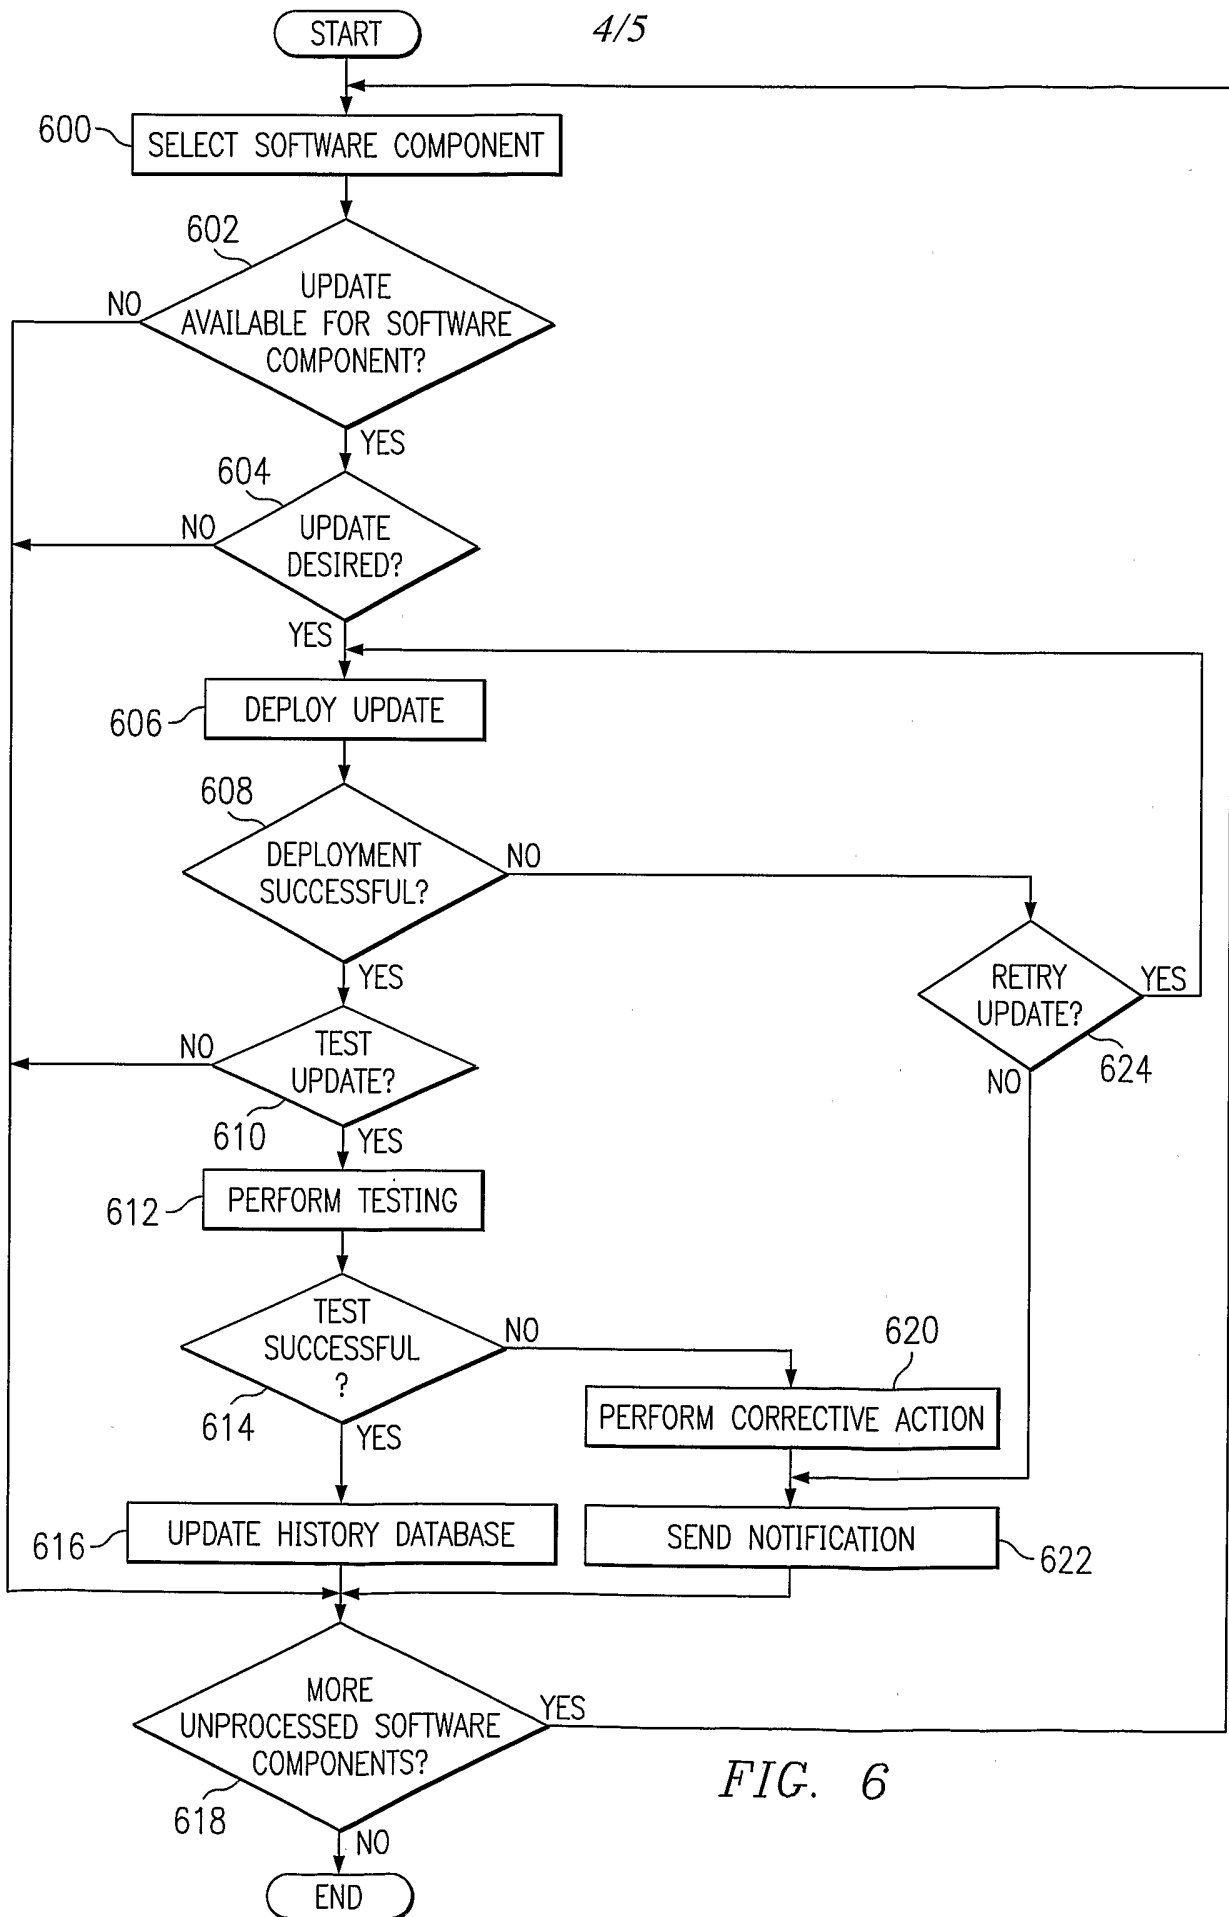 START
4/5
600
SELECT SOFTWARE COMPONENT
602
NO
UPDATE
AVAILABLE FOR SOFTWARE
COMPONENT?
YES
604
NO
UPDATE
DESIRED?
YES
606
DEPLOY UPDATE
608
DEPLOYMENT
SUCCESSFUL?
NO
YES
RETRY
UPDATE?
YES
624
NO
NO
TEST
UPDATE?
610
YES
612
PERFORM TESTING
TEST
SUCCESSFUL
?
NO
614
YES
620
PERFORM CORRECTIVE ACTION
616
UPDATE HISTORY DATABASE
SEND NOTIFICATION
622
MORE
UNPROCESSED SOFTWARE
COMPONENTS?
YES
618
NO
FIG. 6
END